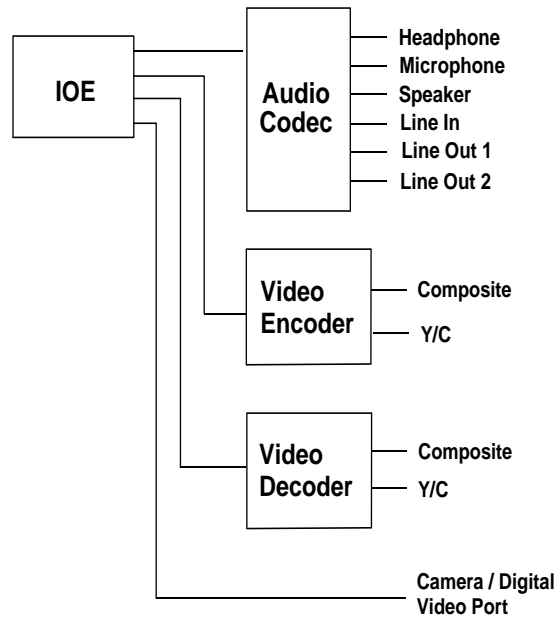 IOE
Audio
Codec
Headphone
Microphone
Speaker
Line In
Line Out 1
Line Out 2
Video
Encoder
Composite
Y/C
Video
Decoder
Composite
Y/C
Camera / Digital
Video Port